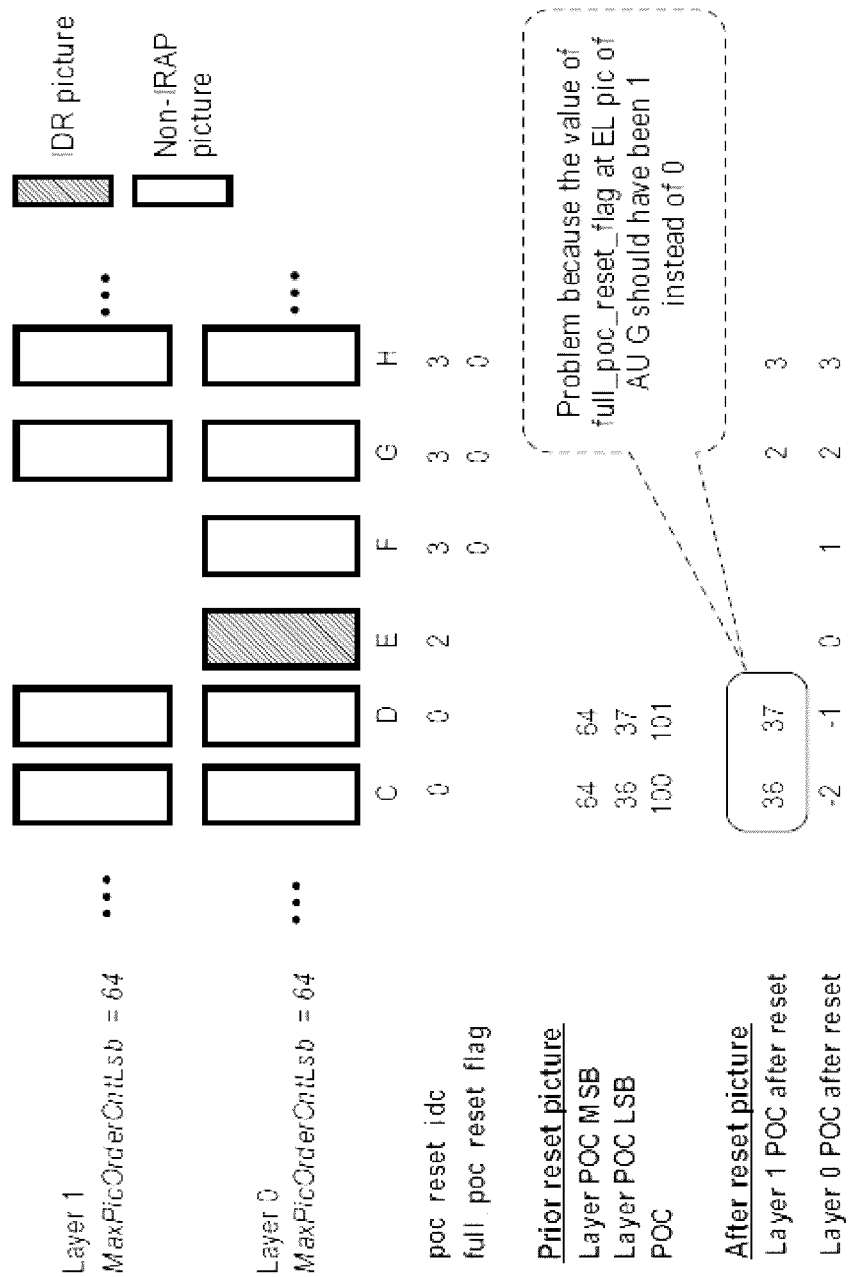 Layer 1
MaxPicOrderCntLsb = 64
Layer 0
MaxPicOrderCntLsb = 64
IDR picture
Non-IRAP
picture
C D E F G H
poc reset idc 0 0 2 3 3 3
full poc reset flag 0 0 0
Prior reset picture
Layer POC MSB 64 64
Layer POC LSB 36 37
POC 100 101
Problem because the value of
full_poc_reset_flag at EL pic of
AU G should have been 1
instead of 0
After reset picture
Layer 1 POC after reset 36 37 2 3
Layer 0 POC after reset -2 -1 0 1 2 3